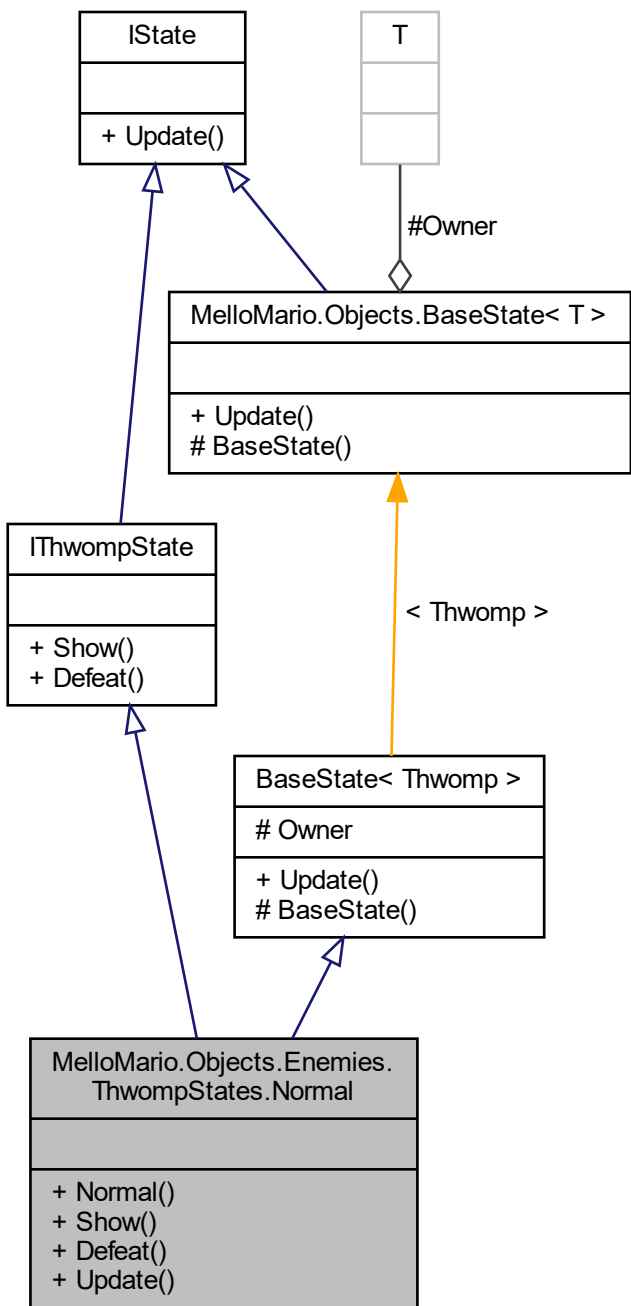 IState
+ Update()
T
#Owner
MelloMario.Objects.BaseState< T >
+ Update()
# BaseState()
IThwompState
+ Show()
+ Defeat()
< Thwomp >
BaseState< Thwomp >
# Owner
+ Update()
# BaseState()
MelloMario.Objects.Enemies.
ThwompStates.Normal
+ Normal()
+ Show()
+ Defeat()
+ Update()